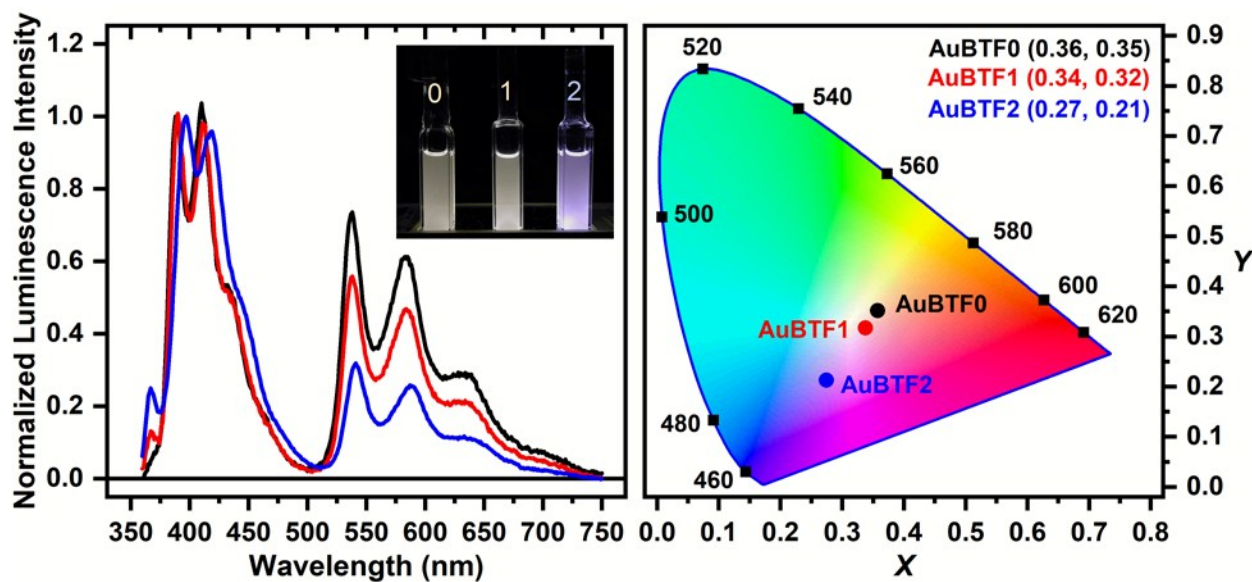 Normalized Luminescence Intensity
1.2
1.0
0.8
0.6
0.4
0.2
0.0
0 1 2
350 400 450 500 550 600 650 700 750
Wavelength (nm)
AuBTF0 (0.36, 0.35)
AuBTF1 (0.34, 0.32)
AuBTF2 (0.27, 0.21)
520
540
560
500
580
600
620
AuBTF0
AuBTF1
AuBTF2
480
460
0.9
0.8
0.7
0.6
0.5
Y
0.4
0.3
0.2
0.1
0.0
0.0 0.1 0.2 0.3 0.4 0.5 0.6 0.7 0.8
X